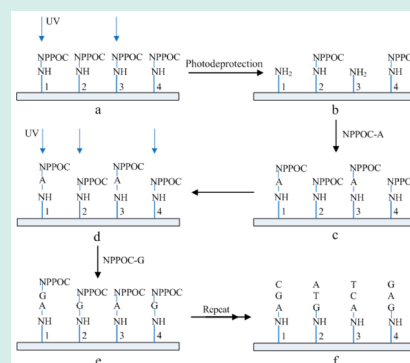 UV
NPPOC NPPOC NPPOC NPPOC
NH NH NH NH
1 2 3 4
a
Photodeprotection
NPPOC NPPOC
NH₂ NH NH₂ NH
1 2 3 4
b
NPPOC-A
NPPOC NPPOC
A NPPOC A NPPOC
NH NH NH NH
1 2 3 4
c
UV
NPPOC NPPOC
A NPPOC A NPPOC
NH NH NH NH
1 2 3 4
d
NPPOC-G
NPPOC
G NPPOC NPPOC NPPOC
A G A G
NH NH NH NH
1 2 3 4
e
Repeat
C A T G
G T C A
A G A G
NH NH NH NH
1 2 3 4
f